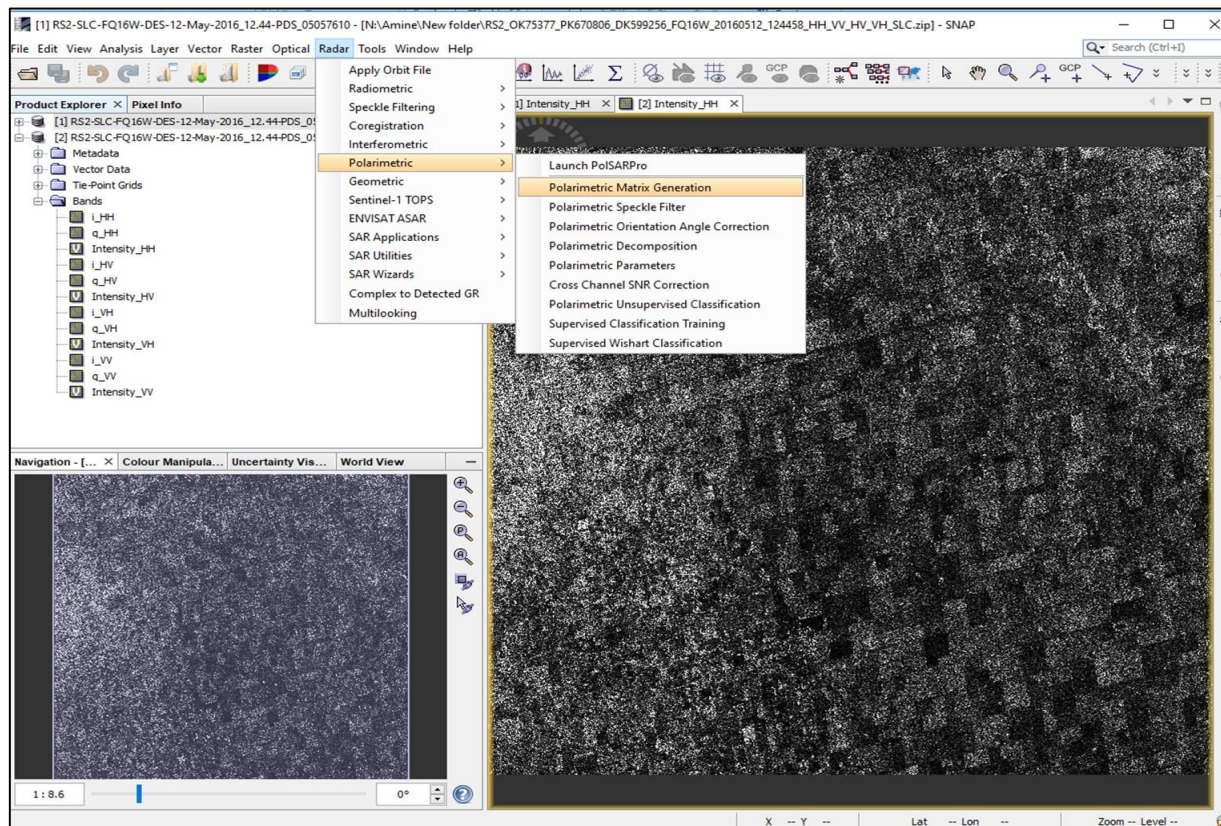 [1] RS2-SLC-FQ16W-DES-12-May-2016_12.44-PDS_05057610 - [N:\Amine\New folder\RS2_OK75377_PK670806_DK599256_FQ16W_20160512_124458_HH_VV_HV_VH_SLC.zip] - SNAP
File Edit View Analysis Layer Vector Raster Optical Radar Tools Window Help
Search (Ctrl+I)
GCP
GCP
Product Explorer × Pixel Info
[1] RS2-SLC-FQ16W-DES-12-May-2016_12.44-PDS_05
[2] RS2-SLC-FQ16W-DES-12-May-2016_12.44-PDS_05
Metadata
Vector Data
Tie-Point Grids
Bands
i_HH
q_HH
Intensity_HH
i_HV
q_HV
Intensity_HV
i_VH
q_VH
Intensity_VH
i_VV
q_VV
Intensity_VV
Apply Orbit File
Radiometric
Speckle Filtering
Coregistration
Interferometric
Polarimetric
Geometric
Sentinel-1 TOPS
ENVISAT ASAR
SAR Applications
SAR Utilities
SAR Wizards
Complex to Detected GR
Multilooking
1] Intensity_HH × [2] Intensity_HH ×
Launch PolSARPro
Polarimetric Matrix Generation
Polarimetric Speckle Filter
Polarimetric Orientation Angle Correction
Polarimetric Decomposition
Polarimetric Parameters
Cross Channel SNR Correction
Polarimetric Unsupervised Classification
Supervised Classification Training
Supervised Wishart Classification
Navigation - [... × Colour Manipula... Uncertainty Vis... World View
1 : 8.6
0°
X -- Y -- Lat -- Lon -- Zoom -- Level --